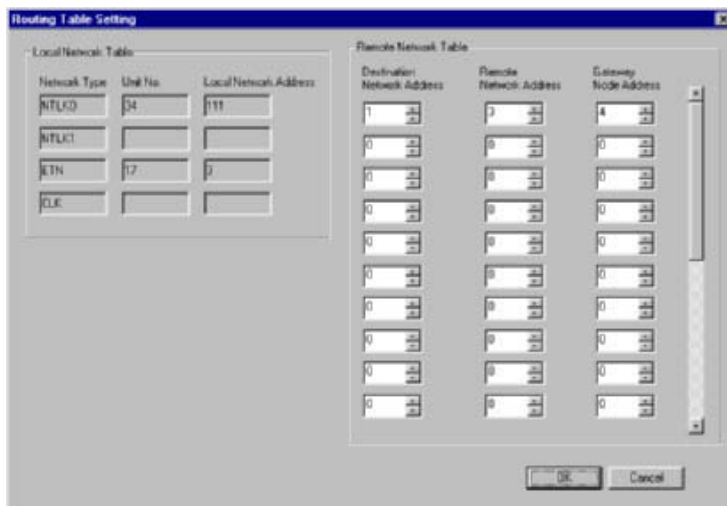 Routing Table Setting
Local Network Table
Network Type Unit No. Local Network Address
NTLK0 34 111
NTLK1
ETN 17 3
CLK
Remote Network Table
Destination Network Address Remote Network Address Gateway Node Address
1 3 4
0 0 0
0 0 0
0 0 0
0 0 0
0 0 0
0 0 0
0 0 0
0 0 0
0 0 0
OK Cancel